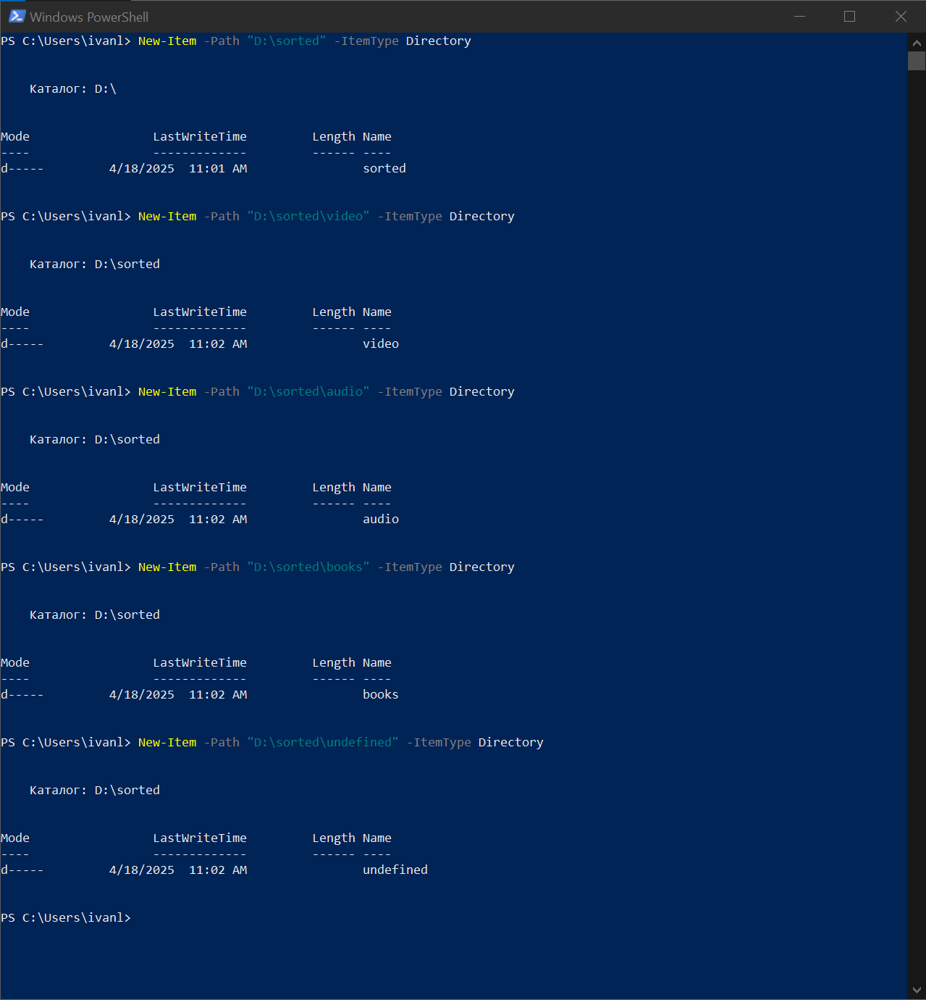 Windows PowerShell
PS C:\Users\ivanl> New-Item -Path "D:\sorted" -ItemType Directory
Каталог: D:\
Mode LastWriteTime Length Name
---- ------------- ------ ----
d----- 4/18/2025 11:01 AM sorted
PS C:\Users\ivanl> New-Item -Path "D:\sorted\video" -ItemType Directory
Каталог: D:\sorted
Mode LastWriteTime Length Name
---- ------------- ------ ----
d----- 4/18/2025 11:02 AM video
PS C:\Users\ivanl> New-Item -Path "D:\sorted\audio" -ItemType Directory
Каталог: D:\sorted
Mode LastWriteTime Length Name
---- ------------- ------ ----
d----- 4/18/2025 11:02 AM audio
PS C:\Users\ivanl> New-Item -Path "D:\sorted\books" -ItemType Directory
Каталог: D:\sorted
Mode LastWriteTime Length Name
---- ------------- ------ ----
d----- 4/18/2025 11:02 AM books
PS C:\Users\ivanl> New-Item -Path "D:\sorted\undefined" -ItemType Directory
Каталог: D:\sorted
Mode LastWriteTime Length Name
---- ------------- ------ ----
d----- 4/18/2025 11:02 AM undefined
PS C:\Users\ivanl>